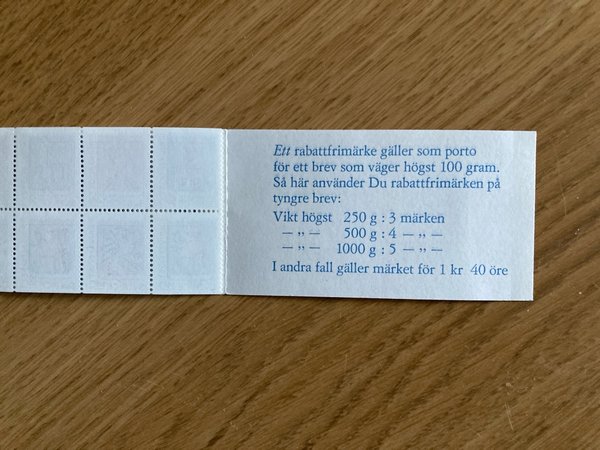 Ett rabattfrimärke gäller som porto
för ett brev som väger högst 100 gram.
Så här använder Du rabattfrimärken på
tyngre brev:
Vikt högst 250 g : 3 märken
— ,, — 500 g : 4 — ,, —
— ,, — 1000 g : 5 — ,, —
I andra fall gäller märket för 1 kr 40 öre